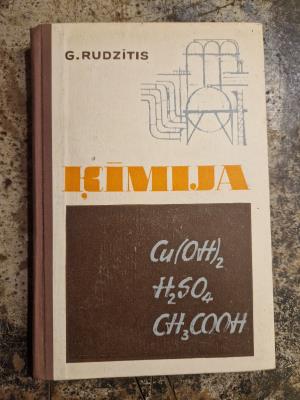 G. RUDZĪTIS
ĶĪMIJA
Cu(OH)₂
H₂SO₄
CH₃COOH